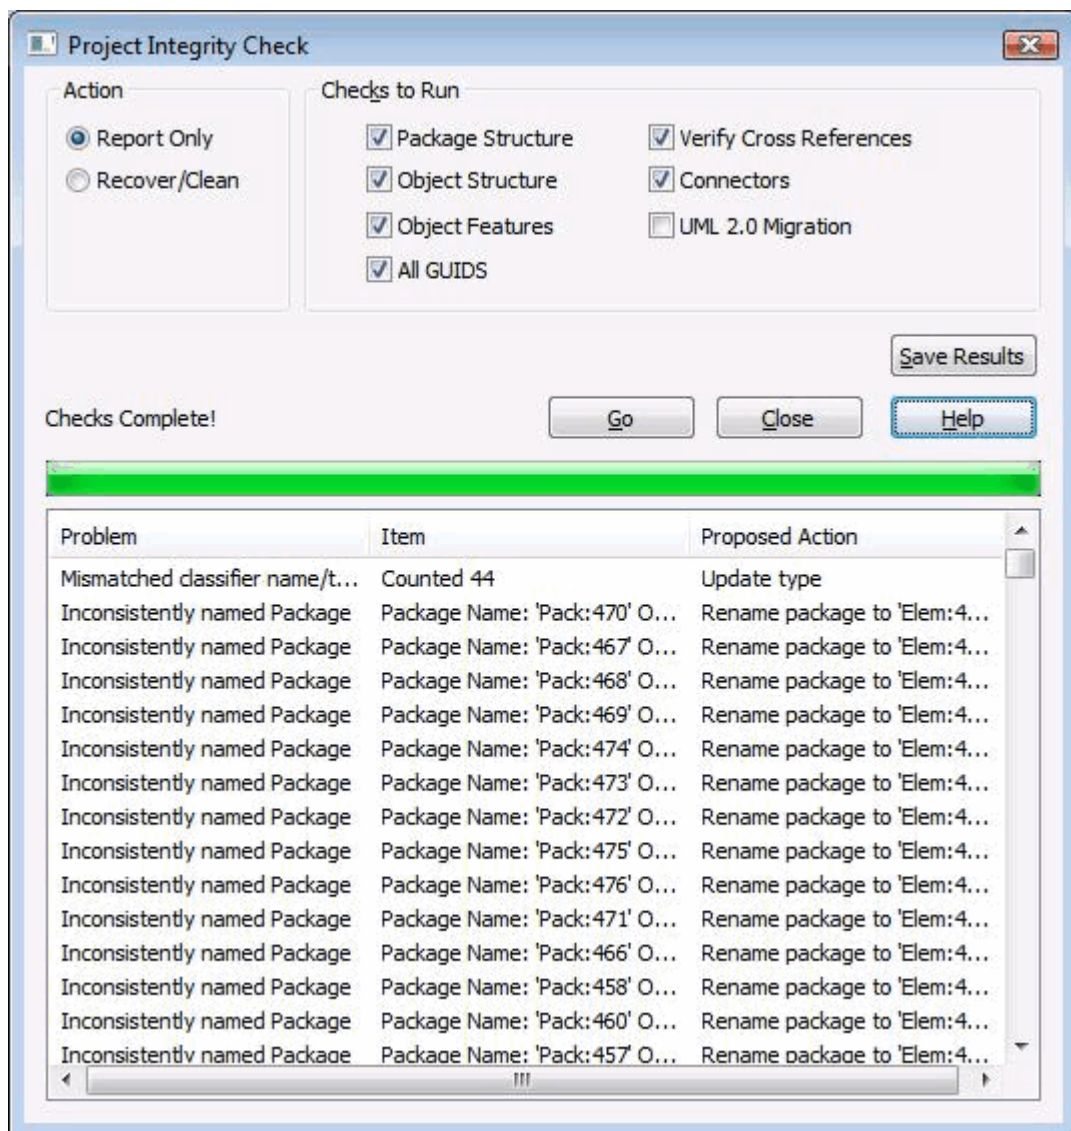 Project Integrity Check
Action
Checks to Run
Report Only
Package Structure
Verify Cross References
Recover/Clean
Object Structure
Connectors
Object Features
UML 2.0 Migration
All GUIDS
Save Results
Checks Complete!
Go
Close
Help
Problem Item Proposed Action
Mismatched classifier name/t... Counted 44 Update type
Inconsistently named Package Package Name: 'Pack:470' O... Rename package to 'Elem:4...
Inconsistently named Package Package Name: 'Pack:467' O... Rename package to 'Elem:4...
Inconsistently named Package Package Name: 'Pack:468' O... Rename package to 'Elem:4...
Inconsistently named Package Package Name: 'Pack:469' O... Rename package to 'Elem:4...
Inconsistently named Package Package Name: 'Pack:474' O... Rename package to 'Elem:4...
Inconsistently named Package Package Name: 'Pack:473' O... Rename package to 'Elem:4...
Inconsistently named Package Package Name: 'Pack:472' O... Rename package to 'Elem:4...
Inconsistently named Package Package Name: 'Pack:475' O... Rename package to 'Elem:4...
Inconsistently named Package Package Name: 'Pack:476' O... Rename package to 'Elem:4...
Inconsistently named Package Package Name: 'Pack:471' O... Rename package to 'Elem:4...
Inconsistently named Package Package Name: 'Pack:466' O... Rename package to 'Elem:4...
Inconsistently named Package Package Name: 'Pack:458' O... Rename package to 'Elem:4...
Inconsistently named Package Package Name: 'Pack:460' O... Rename package to 'Elem:4...
Inconsistently named Package Package Name: 'Pack:457' O... Rename package to 'Elem:4...